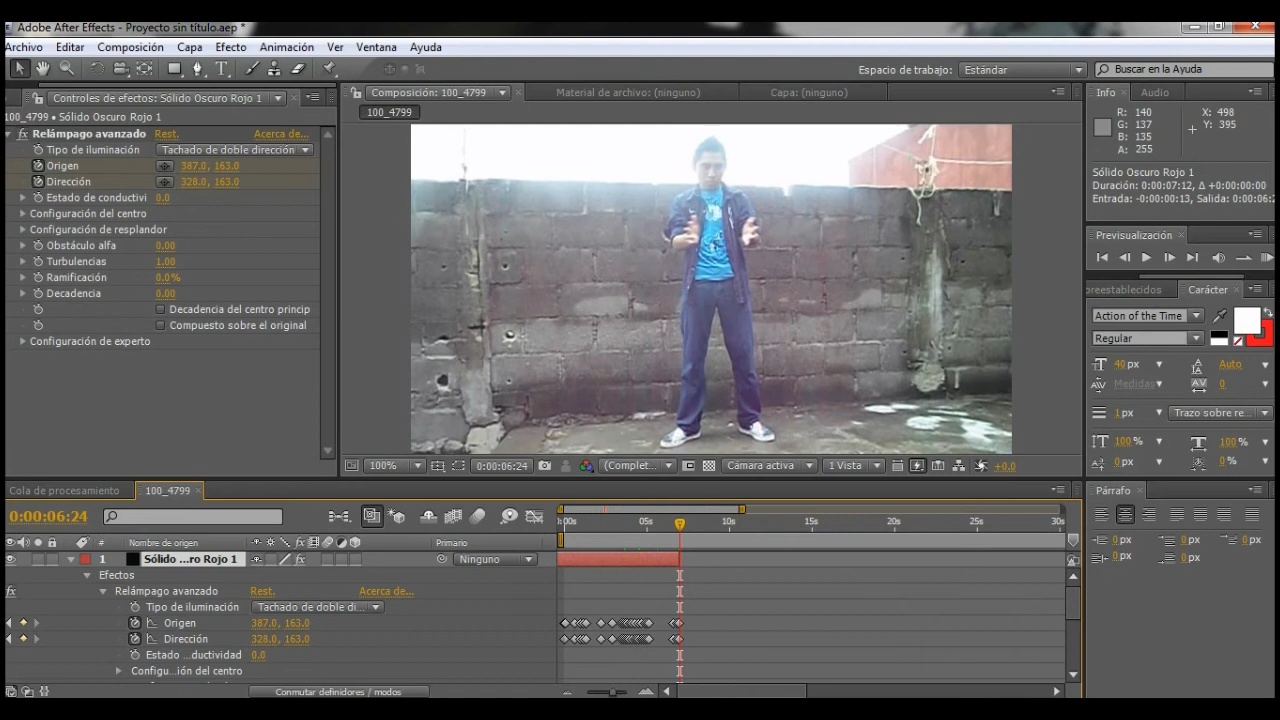 Adobe After Effects - Proyecto sin título.aep *
Archivo Editar Composición Capa Efecto Animación Ver Ventana Ayuda
Espacio de trabajo: Estándar Buscar en la Ayuda
Controles de efectos: Sólido Oscuro Rojo 1
100_4799 • Sólido Oscuro Rojo 1
fx Relámpago avanzado Rest. Acerca de...
Tipo de iluminación Tachado de doble dirección
Origen 387.0, 163.0
Dirección 328.0, 163.0
Estado de conductivi 0.0
Configuración del centro
Configuración de resplandor
Obstáculo alfa 0.00
Turbulencias 1.00
Ramificación 0.0%
Decadencia 0.00
Decadencia del centro princip
Compuesto sobre el original
Configuración de experto
Composición: 100_4799 Material de archivo: (ninguno) Capa: (ninguno)
100_4799
100% 0:00:06:24 (Complet... Cámara activa 1 Vista +0.0
Info Audio
R: 140 X: 498
G: 137 Y: 395
B: 135
A: 255
Sólido Oscuro Rojo 1
Duración: 0:00:07:12, Δ +0:00:00:00
Entrada: -0:00:00:13, Salida: 0:00:06:2
Previsualización
preestablecidos Carácter
Action of the Time
Regular
40 px Auto
Medidas 0
1 px Trazo sobre re...
100 % 100 %
0 px 0 %
Párrafo
0 px 0 px 0 px
0 px 0 px
Cola de procesamiento 100_4799
0:00:06:24
:00s 05s 10s 15s 20s 25s 30s
# Nombre de origen fx Primario
1 Sólido ...ro Rojo 1 fx Ninguno
Efectos
fx Relámpago avanzado Rest. Acerca de...
Tipo de iluminación Tachado de doble di...
Origen 387.0, 163.0
Dirección 328.0, 163.0
Estado ...ductividad 0.0
Configu...ión del centro
Conmutar definidores / modos